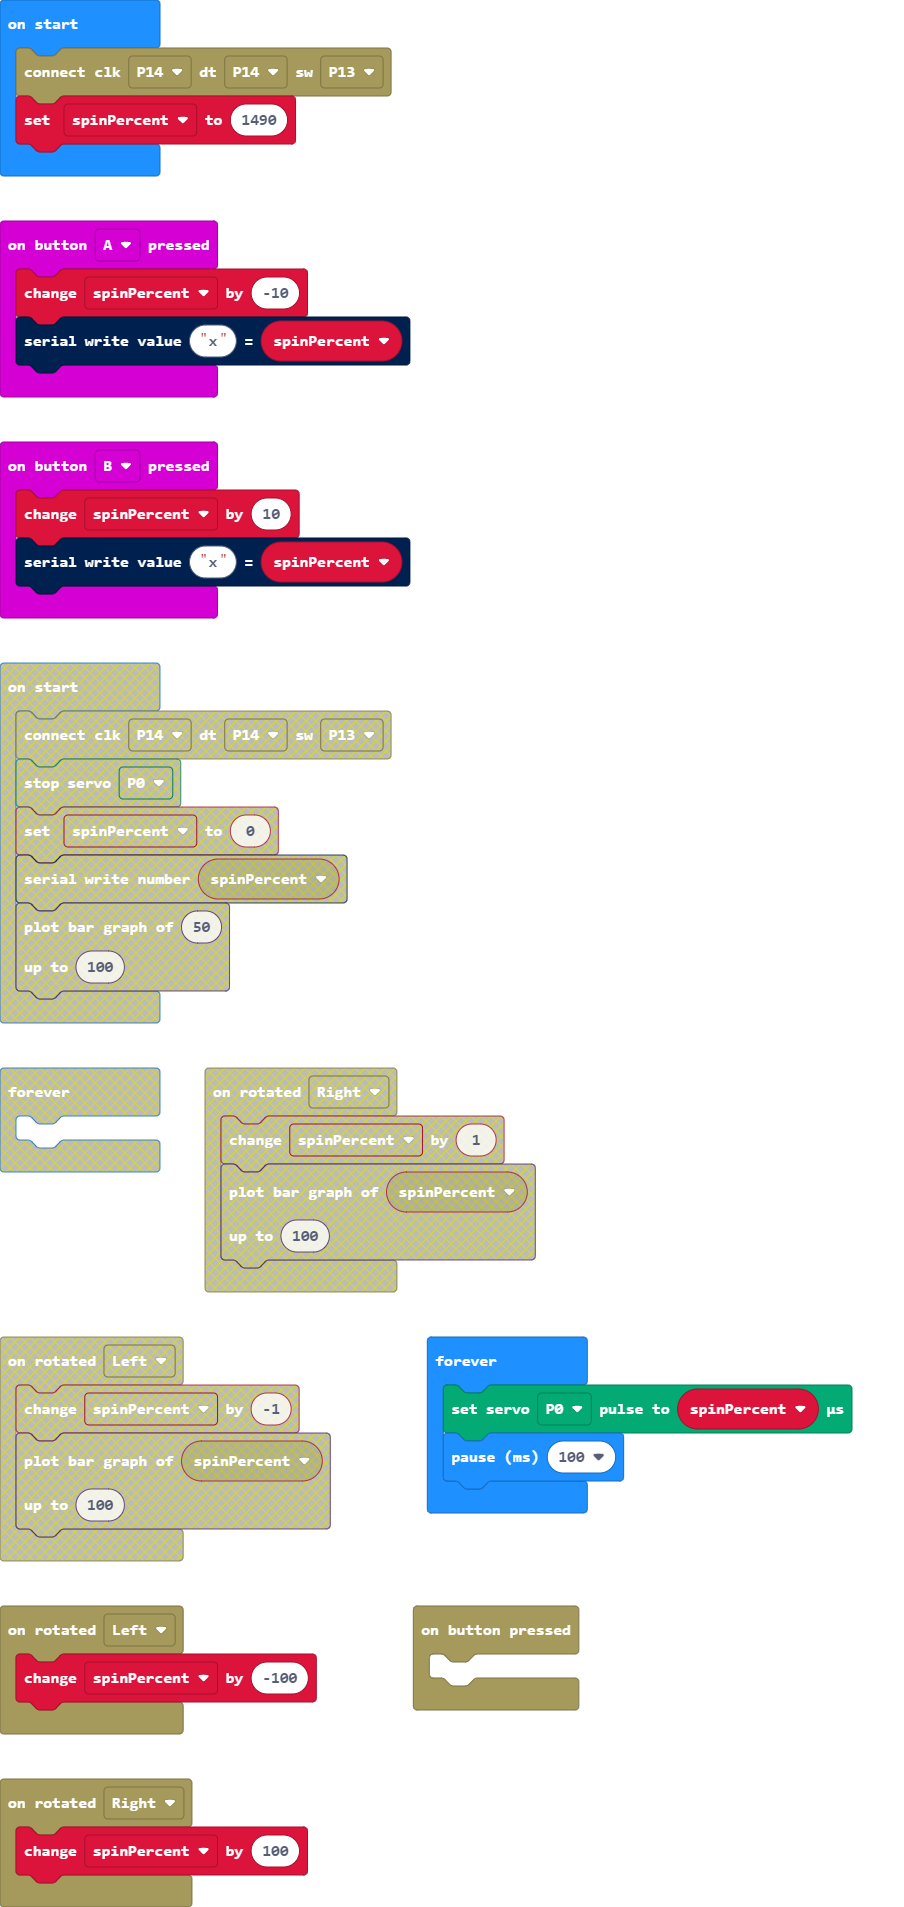 on start
connect clk P14 dt P14 sw P13
set spinPercent to 1490
on button A pressed
change spinPercent by -10
serial write value "x" = spinPercent
on button B pressed
change spinPercent by 10
serial write value "x" = spinPercent
on start
connect clk P14 dt P14 sw P13
stop servo P0
set spinPercent to 0
serial write number spinPercent
plot bar graph of 50
up to 100
forever
on rotated Right
change spinPercent by 1
plot bar graph of spinPercent
up to 100
on rotated Left
change spinPercent by -1
plot bar graph of spinPercent
up to 100
forever
set servo P0 pulse to spinPercent µs
pause (ms) 100
on rotated Left
change spinPercent by -100
on button pressed
on rotated Right
change spinPercent by 100